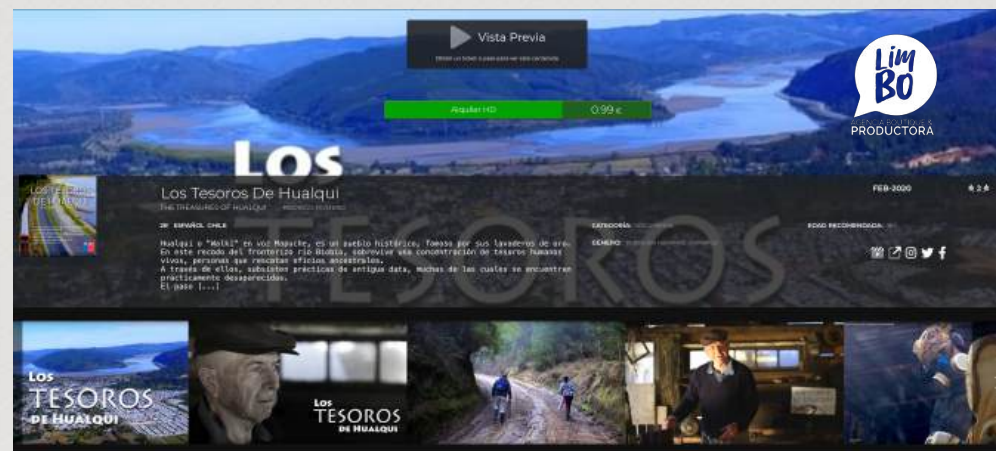 Vista Previa
Alquiler HD 0.99 €
Lim
BO
AGENCIA BOUTIQUE &
PRODUCTORA
Los
TESOROS
Los Tesoros De Hualqui
THE TREASURES OF HUALQUI
FEB-2020
ESPAÑOL CHILE
CATEGORÍA:
EDAD RECOMENDADA:
GENERO:
Hualqui o "Walki" en voz Mapuche, es un pueblo histórico, famoso por sus lavaderos de oro.
En este recodo del fronterizo río Biobío, sobrevive una concentración de tesoros humanos
vivos, personas que rescatan oficios ancestrales.
A través de ellos, subsisten prácticas de antigua data, muchas de las cuales se encuentran
prácticamente desaparecidas.
El paso [...]
Los
TESOROS
DE HUALQUI
Los
TESOROS
DE HUALQUI